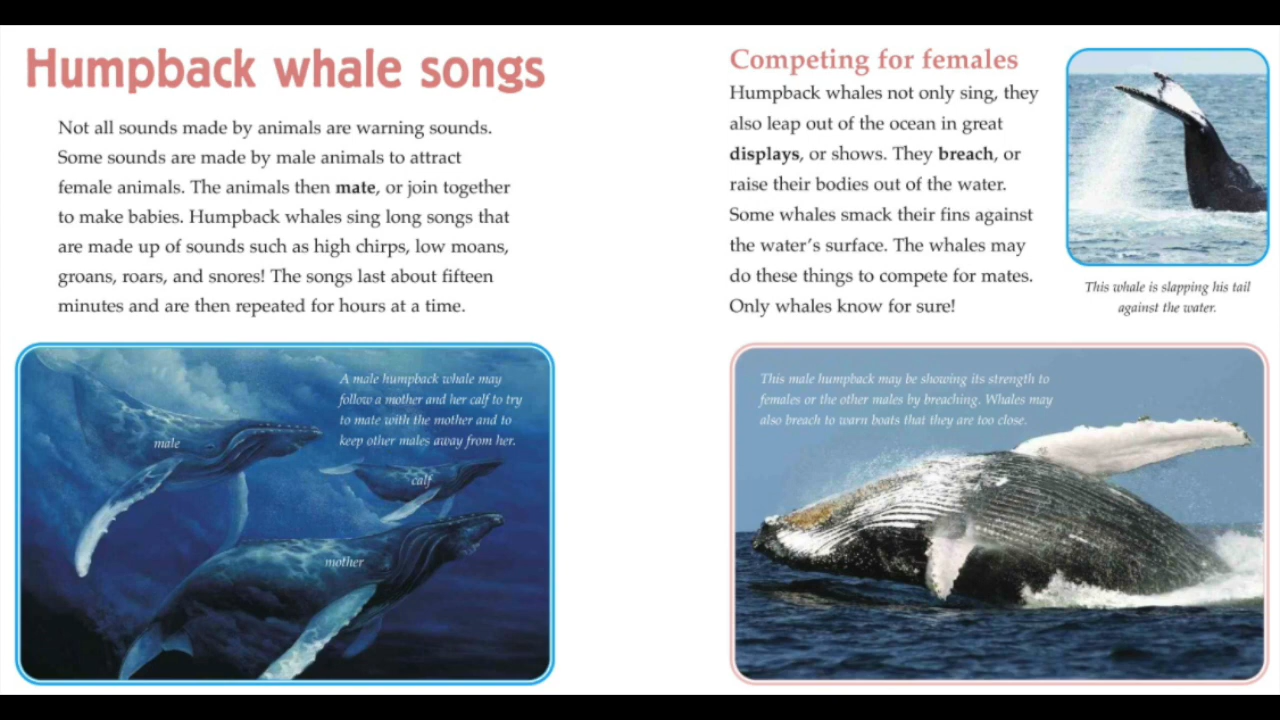 Humpback whale songs
Not all sounds made by animals are warning sounds.
Some sounds are made by male animals to attract
female animals. The animals then mate, or join together
to make babies. Humpback whales sing long songs that
are made up of sounds such as high chirps, low moans,
groans, roars, and snores! The songs last about fifteen
minutes and are then repeated for hours at a time.
A male humpback whale may
follow a mother and her calf to try
to mate with the mother and to
keep other males away from her.
male
calf
mother
Competing for females
Humpback whales not only sing, they
also leap out of the ocean in great
displays, or shows. They breach, or
raise their bodies out of the water.
Some whales smack their fins against
the water's surface. The whales may
do these things to compete for mates.
Only whales know for sure!
This whale is slapping his tail
against the water.
This male humpback may be showing its strength to
females or the other males by breaching. Whales may
also breach to warn boats that they are too close.